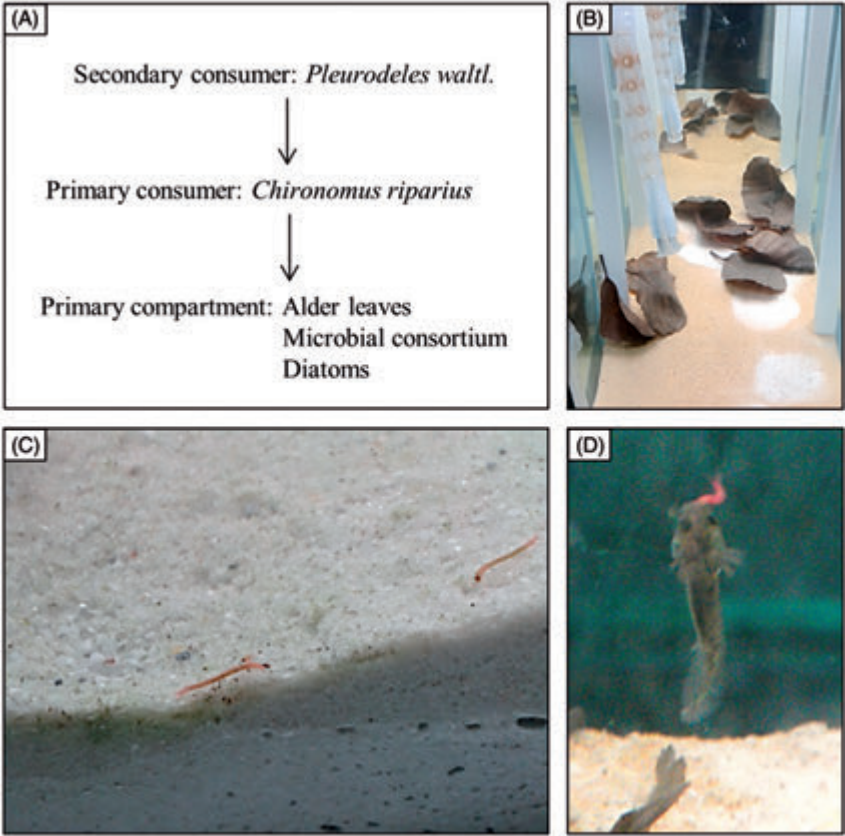 (A)
Secondary consumer: Pleurodeles waltl.
Primary consumer: Chironomus riparius
Primary compartment: Alder leaves
Microbial consortium
Diatoms
(B)
(C)
(D)